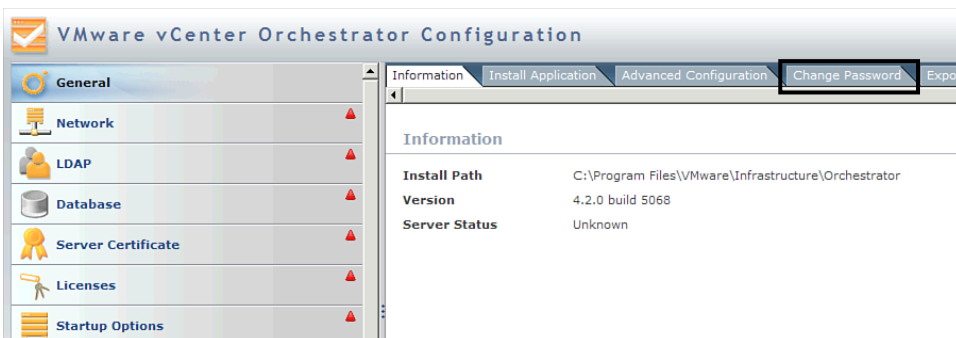 VMware vCenter Orchestrator Configuration
General
Network
LDAP
Database
Server Certificate
Licenses
Startup Options
Information Install Application Advanced Configuration Change Password Expo
Information
Install Path C:\Program Files\VMware\Infrastructure\Orchestrator
Version 4.2.0 build 5068
Server Status Unknown